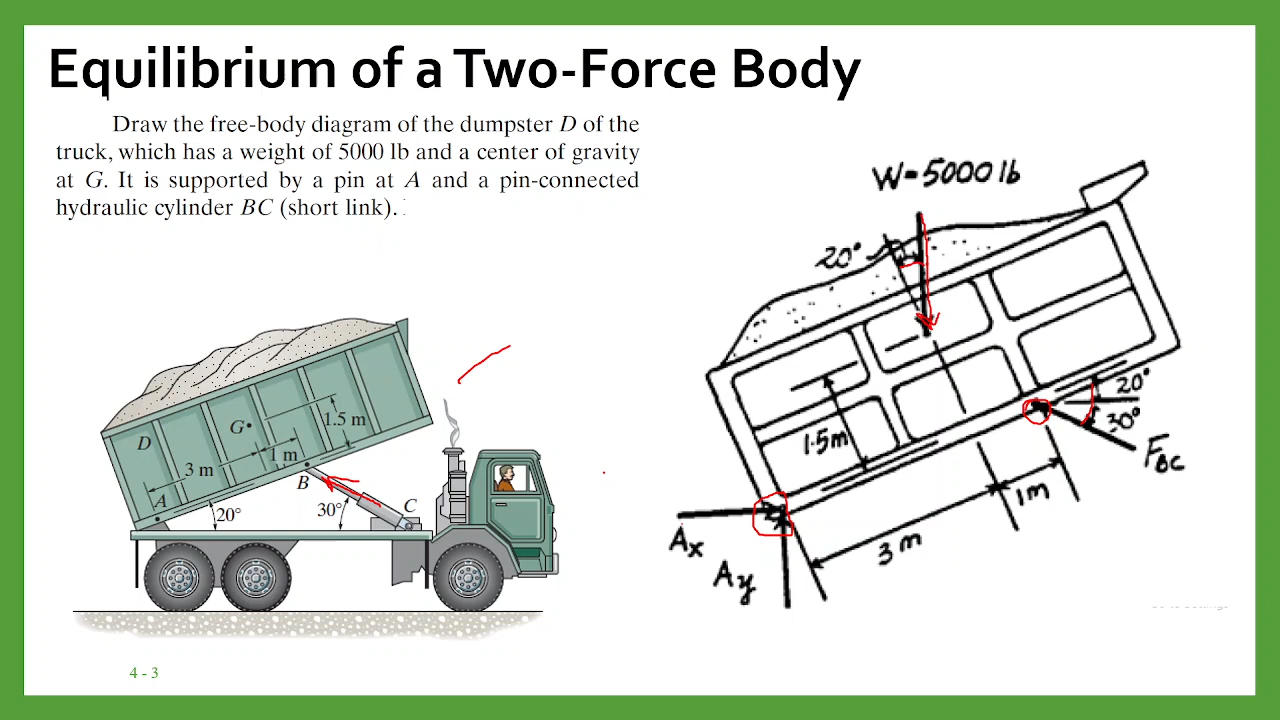 Equilibrium of a Two-Force Body
Draw the free-body diagram of the dumpster D of the
truck, which has a weight of 5000 lb and a center of gravity
at G. It is supported by a pin at A and a pin-connected
hydraulic cylinder BC (short link).
D
G
1.5 m
1 m
3 m
B
A
20°
30°
C
W = 5000 lb
20°
1.5m
20°
30°
F_BC
A_x
A_y
3 m
1m
4 - 3